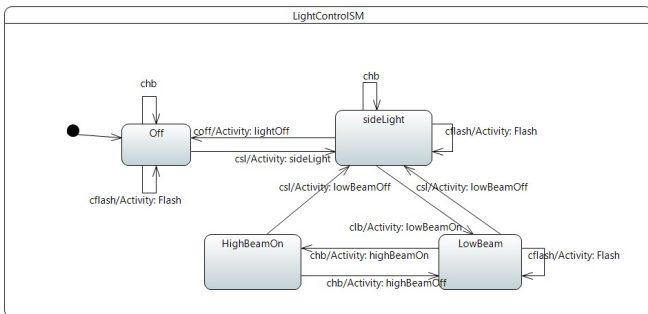 LightControlSM
chb
chb
Off
coff/Activity: lightOff
sideLight
cflash/Activity: Flash
csl/Activity: sideLight
cflash/Activity: Flash
csl/Activity: lowBeamOff
csl/Activity: lowBeamOff
clb/Activity: lowBeamOn
HighBeamOn
LowBeam
chb/Activity: highBeamOn
cflash/Activity: Flash
chb/Activity: highBeamOff